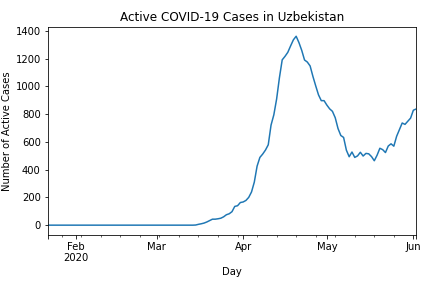 Active COVID-19 Cases in Uzbekistan
Number of Active Cases
1400
1200
1000
800
600
400
200
0
Feb
2020
Mar
Apr
May
Jun
Day